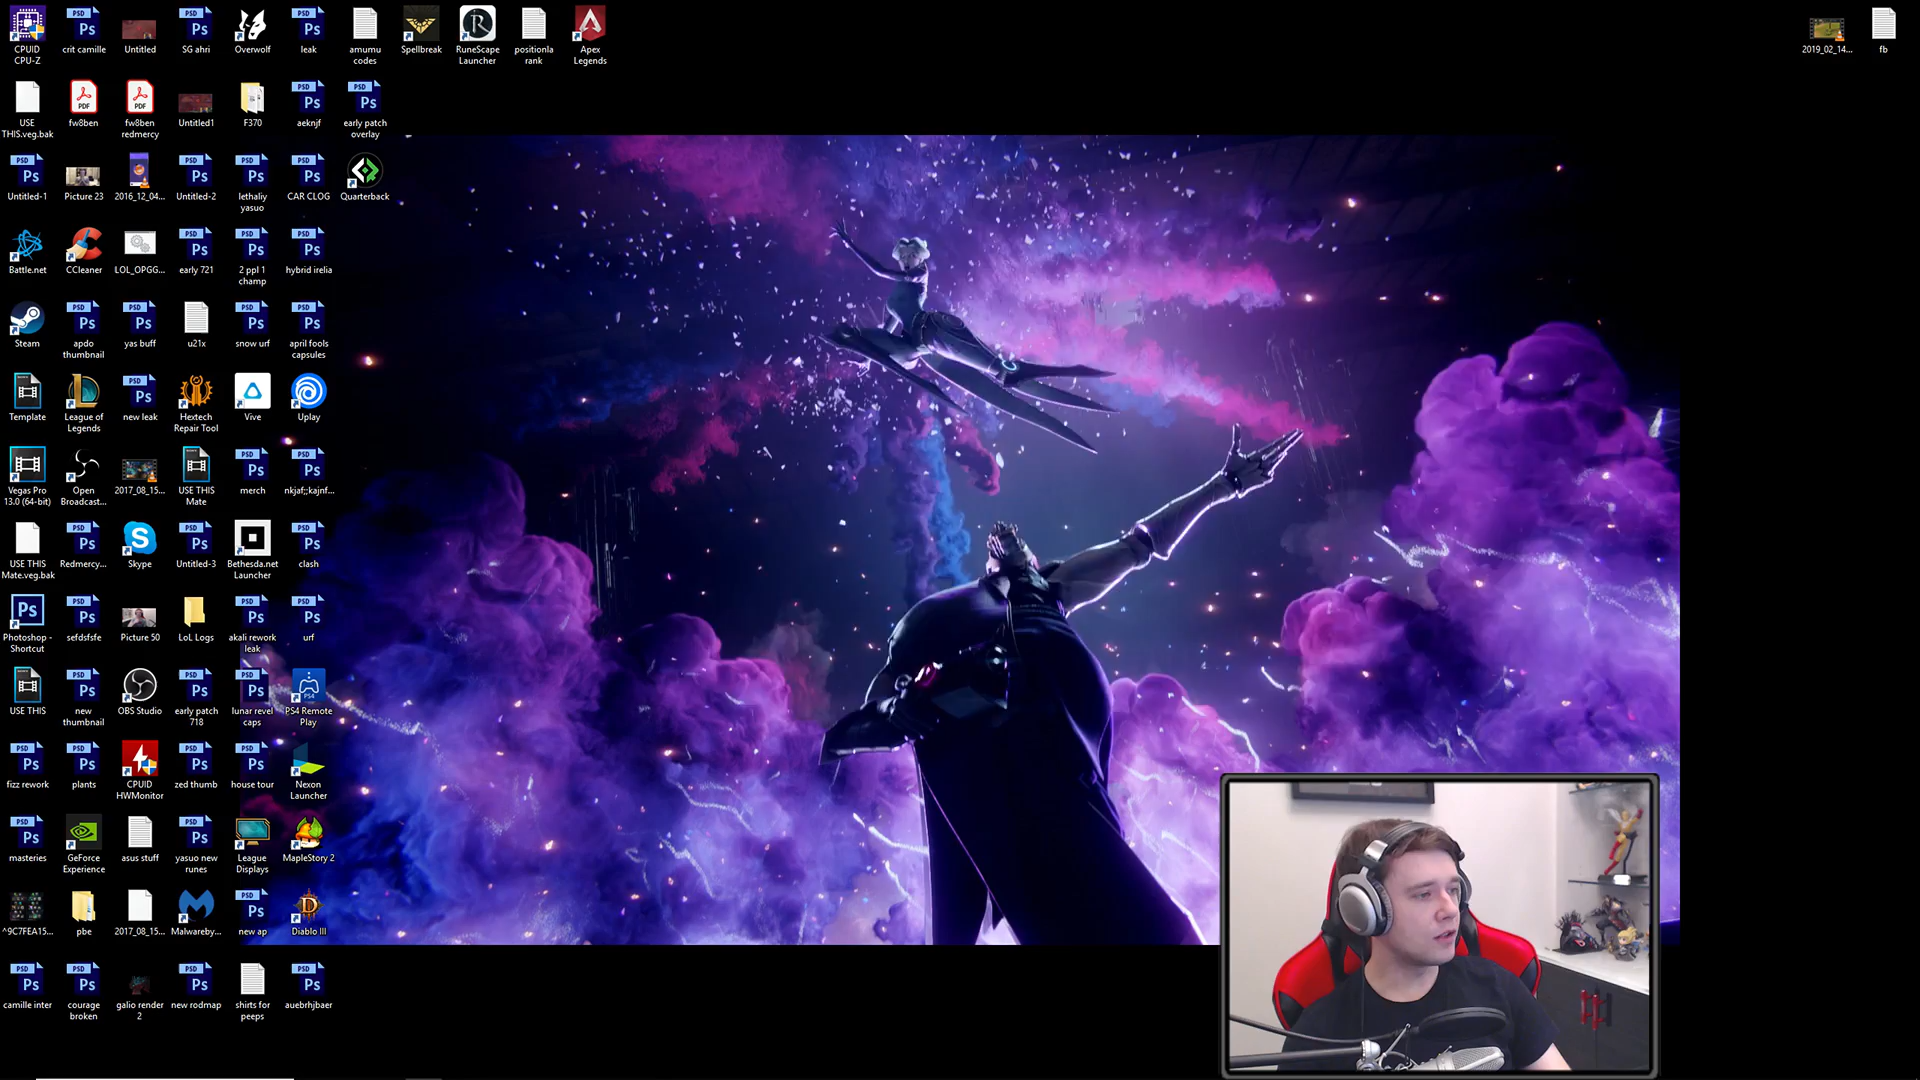 CPUID
CPU-Z
crit camille
Untitled
SG ahri
Overwolf
leak
amumu
codes
Spellbreak
RuneScape
Launcher
positionla
rank
Apex
Legends
2019_02_14...
fb
USE
THIS.veg.bak
fw8ben
fw8ben
redmercy
Untitled1
F370
aeknjf
early patch
overlay
Untitled-1
Picture 23
2016_12_04...
Untitled-2
lethaliy
yasuo
CAR CLOG
Quarterback
Battle.net
CCleaner
LOL_OPGG...
early 721
2 ppl 1
champ
hybrid irelia
Steam
apdo
thumbnail
yas buff
u21x
snow urf
april fools
capsules
Template
League of
Legends
new leak
Hextech
Repair Tool
Vive
Uplay
Vegas Pro
13.0 (64-bit)
Open
Broadcast...
2017_08_15...
USE THIS
Mate
merch
nkjaf;;kajnf...
USE THIS
Mate.veg.bak
Redmercy...
Skype
Untitled-3
Bethesda.net
Launcher
clash
Photoshop -
Shortcut
sefdsfsfe
Picture 50
LoL Logs
akali rework
leak
urf
USE THIS
new
thumbnail
OBS Studio
early patch
718
lunar revel
caps
PS4 Remote
Play
fizz rework
plants
CPUID
HWMonitor
zed thumb
house tour
Nexon
Launcher
masteries
GeForce
Experience
asus stuff
yasuo new
runes
League
Displays
MapleStory 2
^9C7FEA15...
pbe
2017_08_15...
Malwareby...
new ap
Diablo III
camille inter
courage
broken
galio render
2
new rodmap
shirts for
peeps
auebrhjbaer